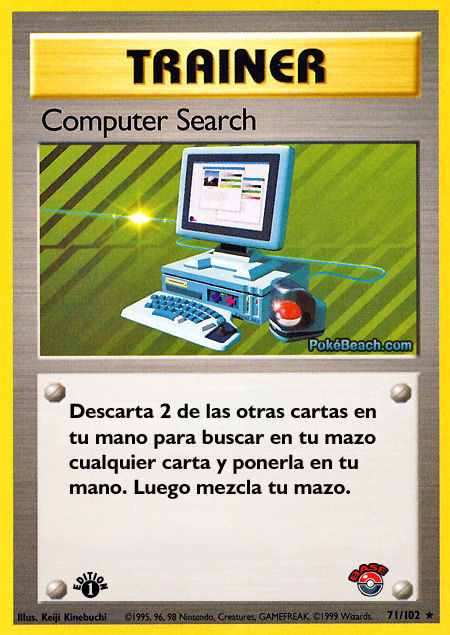 TRAINER
Computer Search
PokéBeach.com
Descarta 2 de las otras cartas en
tu mano para buscar en tu mazo
cualquier carta y ponerla en tu
mano. Luego mezcla tu mazo.
EDITION
1
BASE
Illus. Keiji Kinebuchi ©1995, 96, 98 Nintendo, Creatures, GAMEFREAK. ©1999 Wizards. 71/102 ★